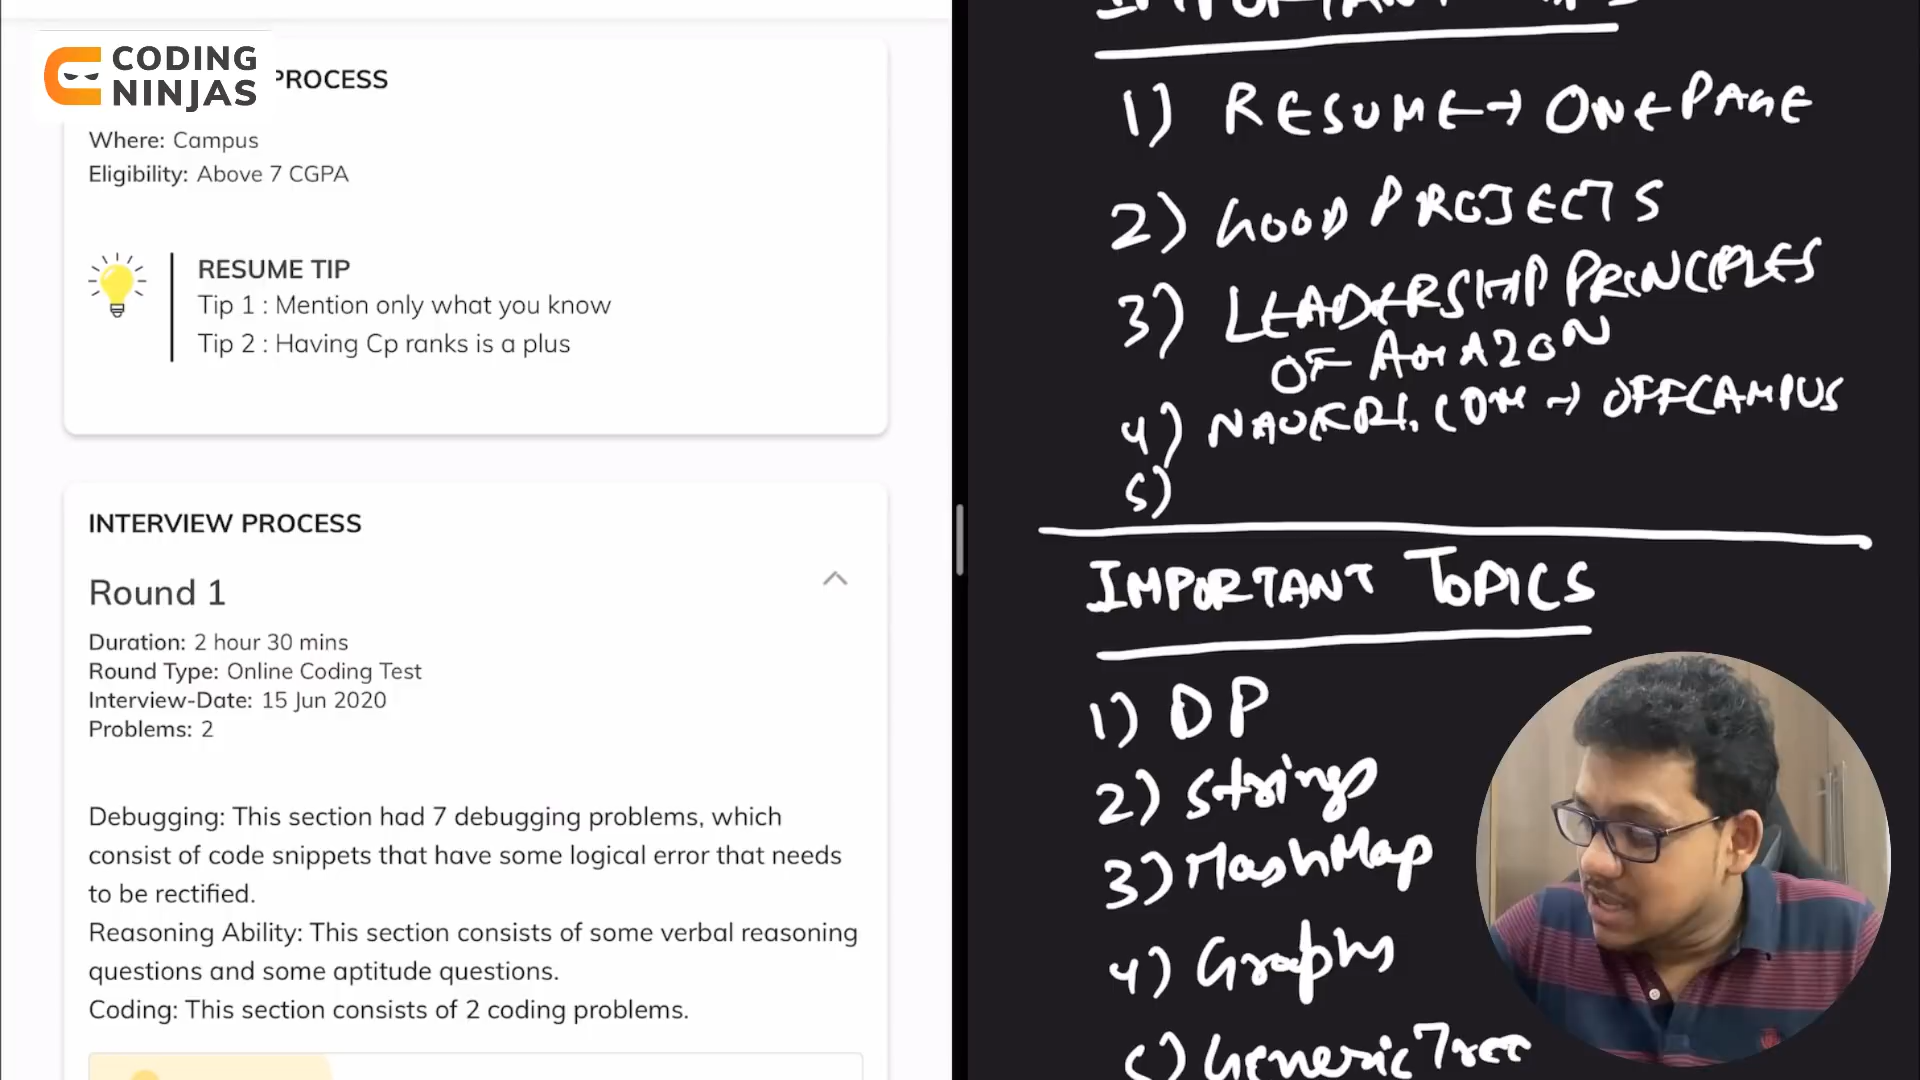 CODING
NINJAS
PROCESS
Where: Campus
Eligibility: Above 7 CGPA
RESUME TIP
Tip 1 : Mention only what you know
Tip 2 : Having Cp ranks is a plus
INTERVIEW PROCESS
Round 1
Duration: 2 hour 30 mins
Round Type: Online Coding Test
Interview-Date: 15 Jun 2020
Problems: 2
Debugging: This section had 7 debugging problems, which
consist of code snippets that have some logical error that needs
to be rectified.
Reasoning Ability: This section consists of some verbal reasoning
questions and some aptitude questions.
Coding: This section consists of 2 coding problems.
IMPORTANT
1) RESUME → ONE PAGE
2) GOOD PROJECTS
3) LEADERSHIP PRINCIPLES
OF AMAZON
4) NAUKRI.COM → OFFCAMPUS
5)
IMPORTANT TOPICS
1) DP
2) Strings
3) HashMap
4) Graphs
5) Generic Tree